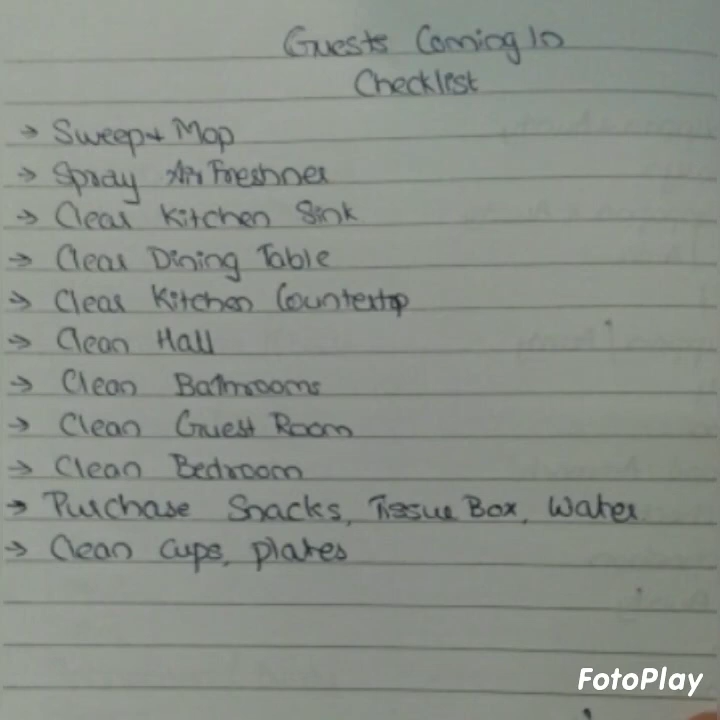 Guests Coming In
Checklist
→ Sweep + Mop
→ Spray Air Freshner
→ Clear Kitchen Sink
→ Clear Dining Table
→ Clear Kitchen Countertop
→ Clean Hall
→ Clean Bathrooms
→ Clean Guest Room
→ Clean Bedroom
→ Purchase Snacks, Tissue Box, Water
→ Clean Cups, plates
FotoPlay